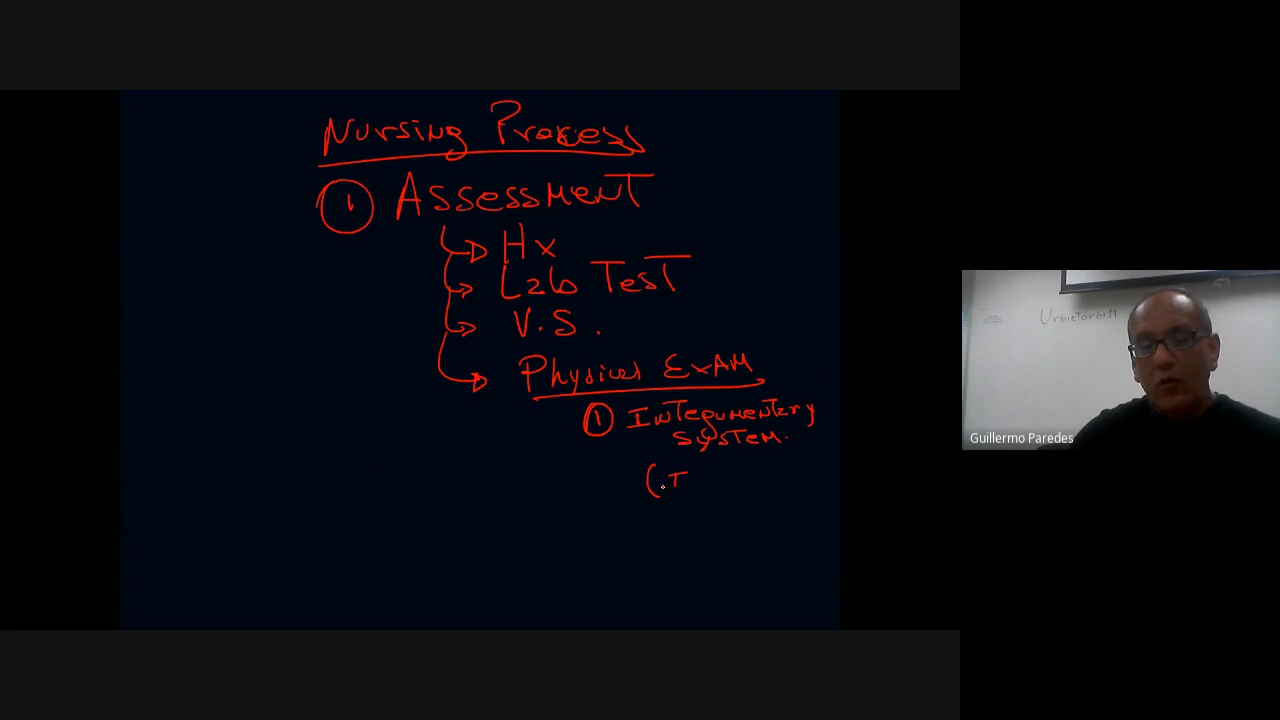 Nursing Process
① Assessment
Hx
Lab Test
V.S.
Physical Exam
① Integumentary
system.
(I
Guillermo Paredes